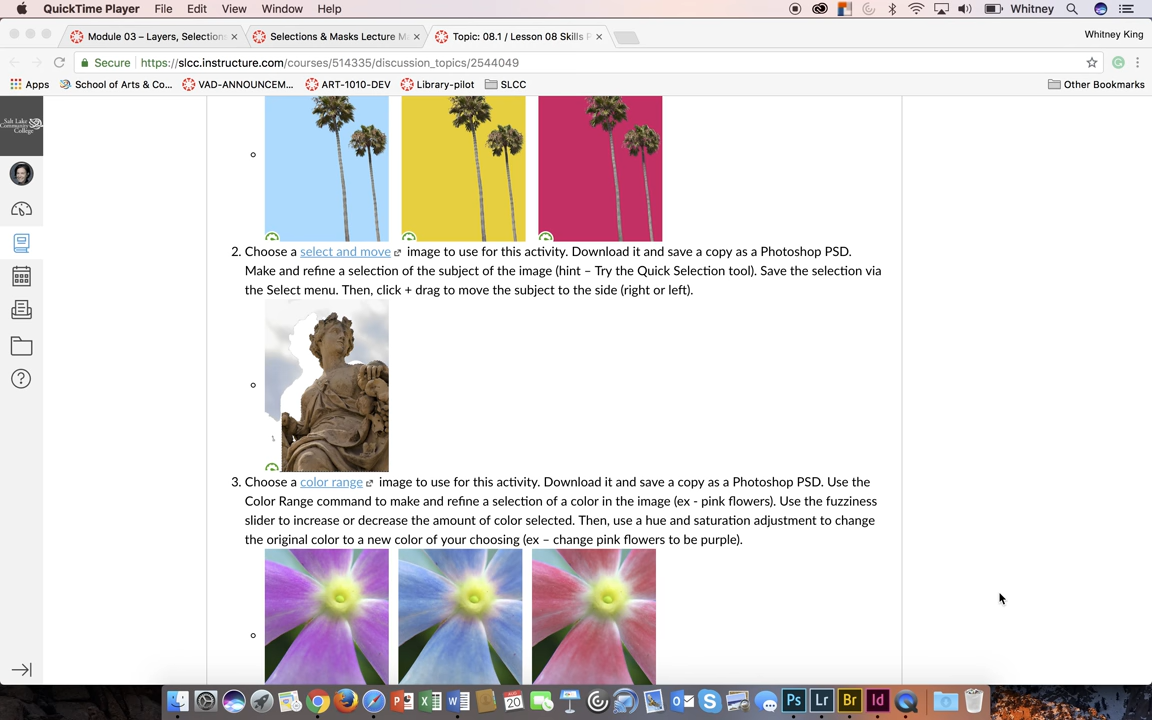 QuickTime Player File Edit View Window Help Whitney
Module 03 – Layers, Selection: Selections & Masks Lecture M Topic: 08.1 / Lesson 08 Skills P Whitney King
Secure https://slcc.instructure.com/courses/514335/discussion_topics/2544049
Apps School of Arts & Co... VAD-ANNOUNCEM... ART-1010-DEV Library-pilot SLCC Other Bookmarks
Salt Lake
Community
College
2. Choose a select and move image to use for this activity. Download it and save a copy as a Photoshop PSD.
Make and refine a selection of the subject of the image (hint – Try the Quick Selection tool). Save the selection via
the Select menu. Then, click + drag to move the subject to the side (right or left).
3. Choose a color range image to use for this activity. Download it and save a copy as a Photoshop PSD. Use the
Color Range command to make and refine a selection of a color in the image (ex - pink flowers). Use the fuzziness
slider to increase or decrease the amount of color selected. Then, use a hue and saturation adjustment to change
the original color to a new color of your choosing (ex – change pink flowers to be purple).
20 Ps Lr Br Id